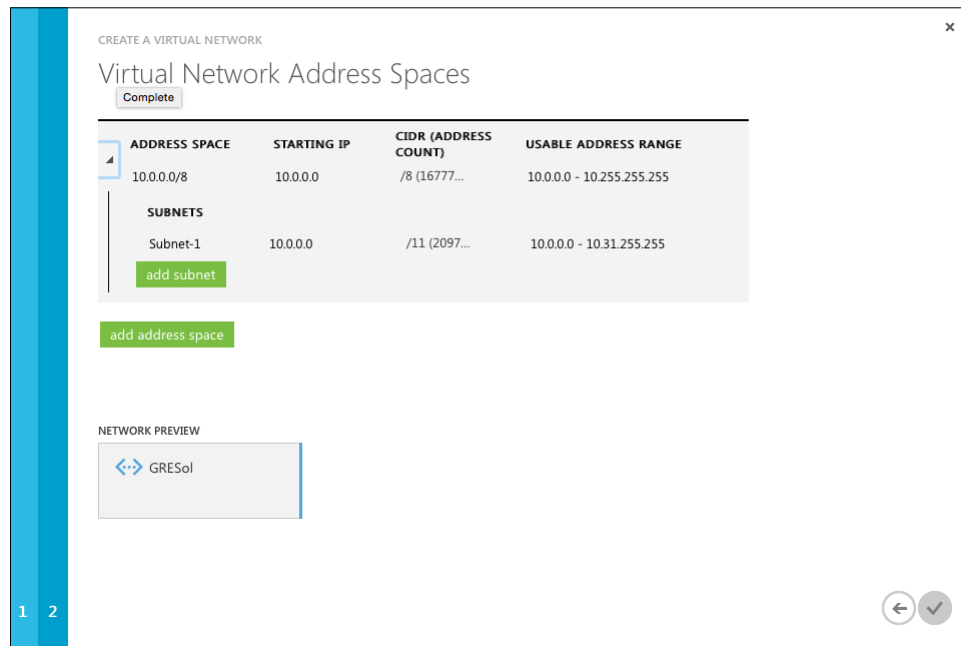 CREATE A VIRTUAL NETWORK
Virtual Network Address Spaces
Complete
ADDRESS SPACE STARTING IP CIDR (ADDRESS COUNT) USABLE ADDRESS RANGE
10.0.0.0/8 10.0.0.0 /8 (16777... 10.0.0.0 - 10.255.255.255
SUBNETS
Subnet-1 10.0.0.0 /11 (2097... 10.0.0.0 - 10.31.255.255
add subnet
add address space
NETWORK PREVIEW
GRESol
1 2